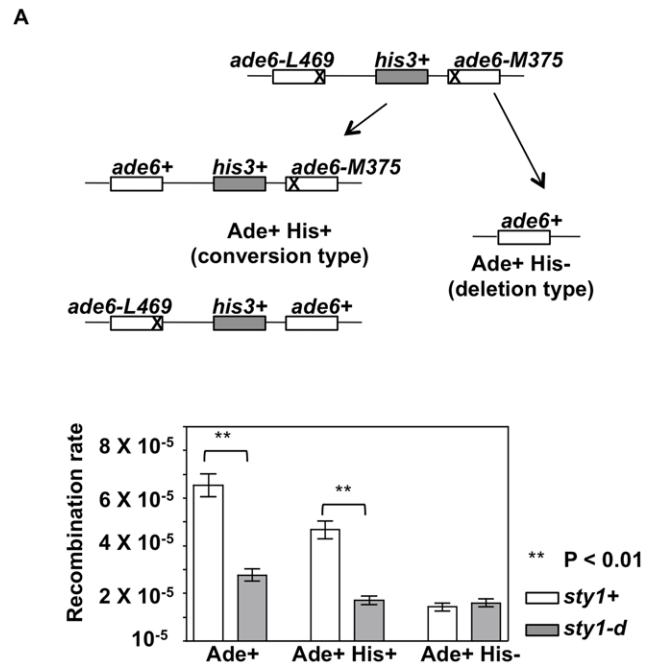 A
ade6-L469 his3+ ade6-M375
X X
ade6+ his3+ ade6-M375
X
Ade+ His+
(conversion type)
ade6+
Ade+ His-
(deletion type)
ade6-L469 his3+ ade6+
X
Recombination rate
8 X 10-5
6 X 10-5
4 X 10-5
2 X 10-5
10-5
**
**
Ade+ Ade+ His+ Ade+ His-
** P < 0.01
sty1+
sty1-d